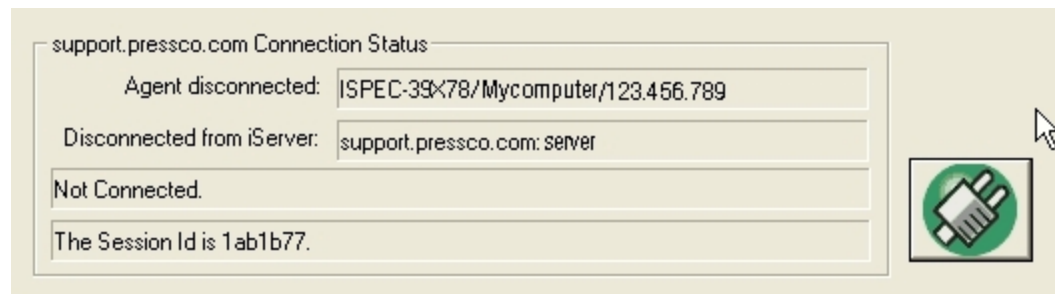 support.pressco.com Connection Status
Agent disconnected: ISPEC-39X78/Mycomputer/123.456.789
Disconnected from iServer: support.pressco.com: server
Not Connected.
The Session Id is 1ab1b77.